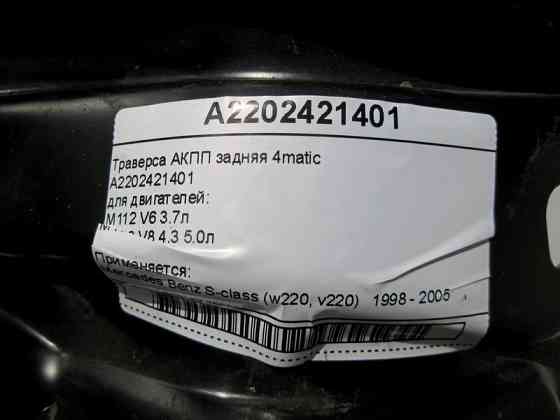 A2202421401
Траверса АКПП задняя 4matic
A2202421401
для двигателей:
M112 V6 3.7л
V8 4.3 5.0л
Применяется:
Mercedes Benz S-class (w220, v220) 1998 - 2005